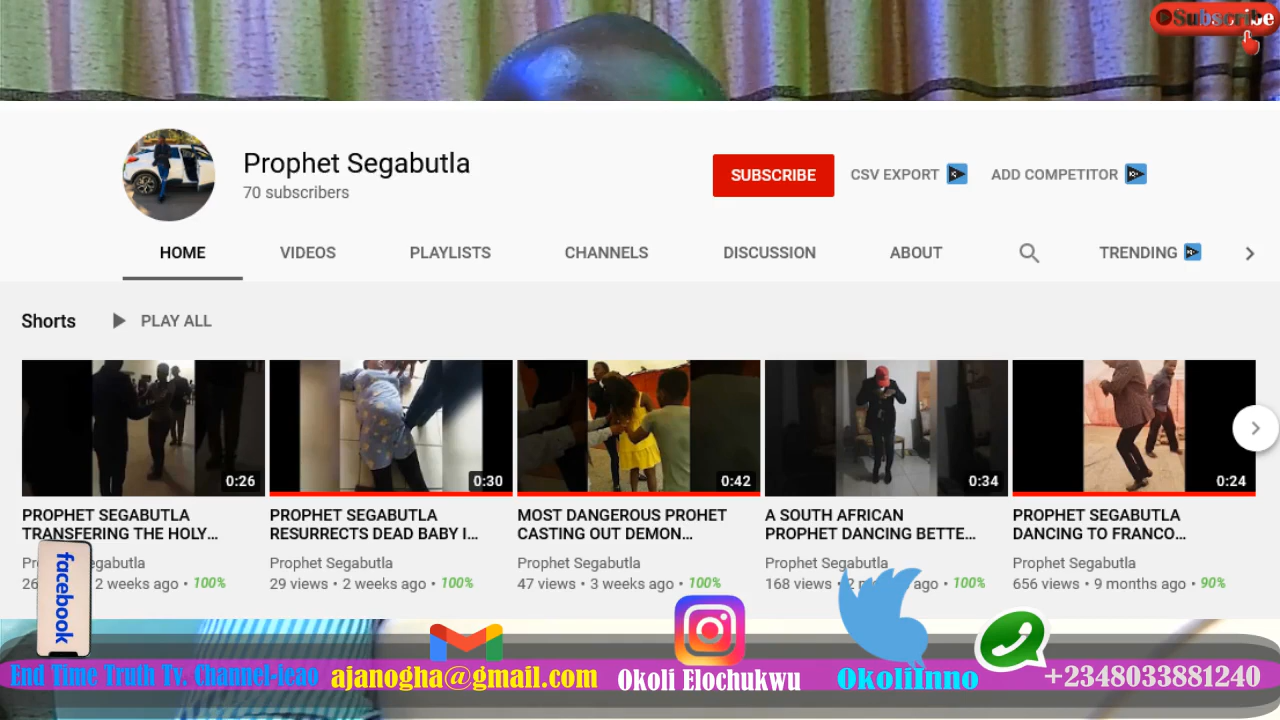 Subscribe
Prophet Segabutla
70 subscribers
SUBSCRIBE
CSV EXPORT
ADD COMPETITOR
HOME
VIDEOS
PLAYLISTS
CHANNELS
DISCUSSION
ABOUT
TRENDING
Shorts
PLAY ALL
0:26
0:30
0:42
0:34
0:24
PROPHET SEGABUTLA
TRANSFERING THE HOLY…
Segabutla
2 weeks ago • 100%
PROPHET SEGABUTLA
RESURRECTS DEAD BABY I…
Prophet Segabutla
29 views • 2 weeks ago • 100%
MOST DANGEROUS PROHET
CASTING OUT DEMON…
Prophet Segabutla
47 views • 3 weeks ago • 100%
A SOUTH AFRICAN
PROPHET DANCING BETTE…
Prophet Segabutla
168 views • ago • 100%
PROPHET SEGABUTLA
DANCING TO FRANCO…
Prophet Segabutla
656 views • 9 months ago • 90%
facebook
End Time Truth Tv. Channel-ieao
ajanogha@gmail.com
Okoli Elochukwu
OkoliInno
+2348033881240